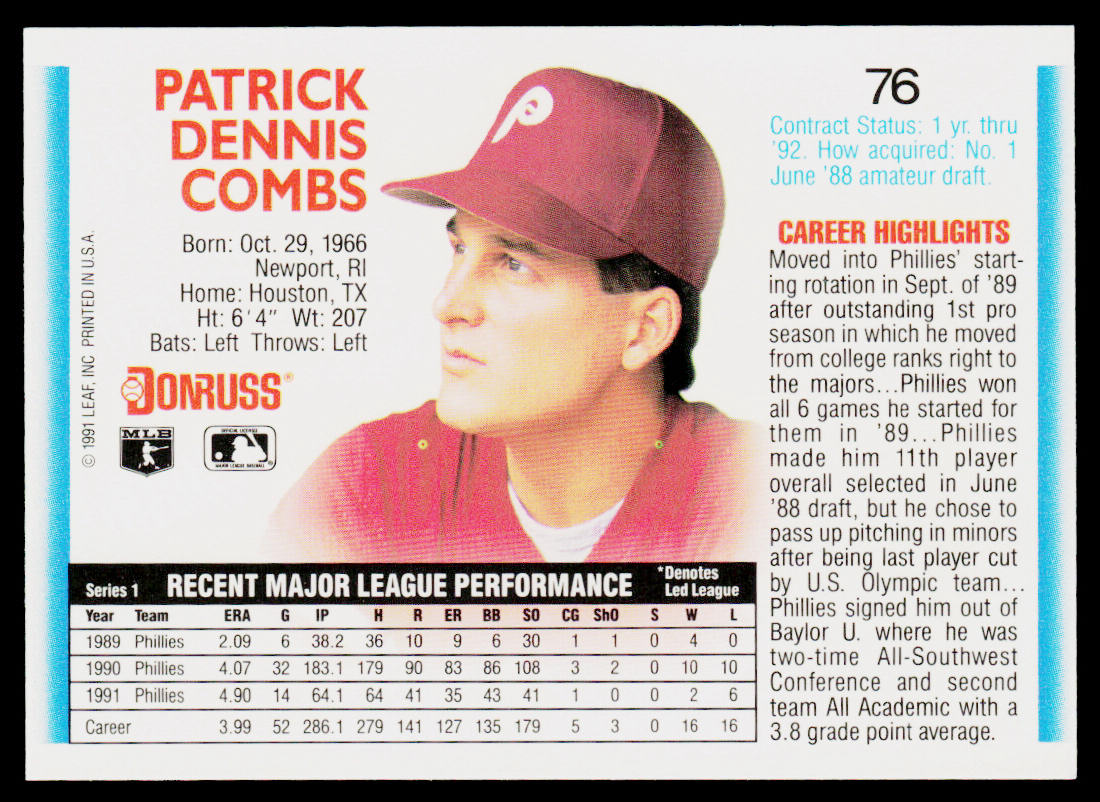 PATRICK
DENNIS
COMBS
Born: Oct. 29, 1966
Newport, RI
Home: Houston, TX
Ht: 6'4" Wt: 207
Bats: Left Throws: Left
DONRUSS®
MLB
OFFICIAL LICENSEE
MAJOR LEAGUE BASEBALL
© 1991 LEAF, INC PRINTED IN U.S.A.
P
76
Contract Status: 1 yr. thru
'92. How acquired: No. 1
June '88 amateur draft.
CAREER HIGHLIGHTS
Moved into Phillies' start-
ing rotation in Sept. of '89
after outstanding 1st pro
season in which he moved
from college ranks right to
the majors...Phillies won
all 6 games he started for
them in '89...Phillies
made him 11th player
overall selected in June
'88 draft, but he chose to
pass up pitching in minors
after being last player cut
by U.S. Olympic team...
Phillies signed him out of
Baylor U. where he was
two-time All-Southwest
Conference and second
team All Academic with a
3.8 grade point average.
Series 1 RECENT MAJOR LEAGUE PERFORMANCE *Denotes
Led League
Year Team ERA G IP H R ER BB SO CG ShO S W L
1989 Phillies 2.09 6 38.2 36 10 9 6 30 1 1 0 4 0
1990 Phillies 4.07 32 183.1 179 90 83 86 108 3 2 0 10 10
1991 Phillies 4.90 14 64.1 64 41 35 43 41 1 0 0 2 6
Career 3.99 52 286.1 279 141 127 135 179 5 3 0 16 16